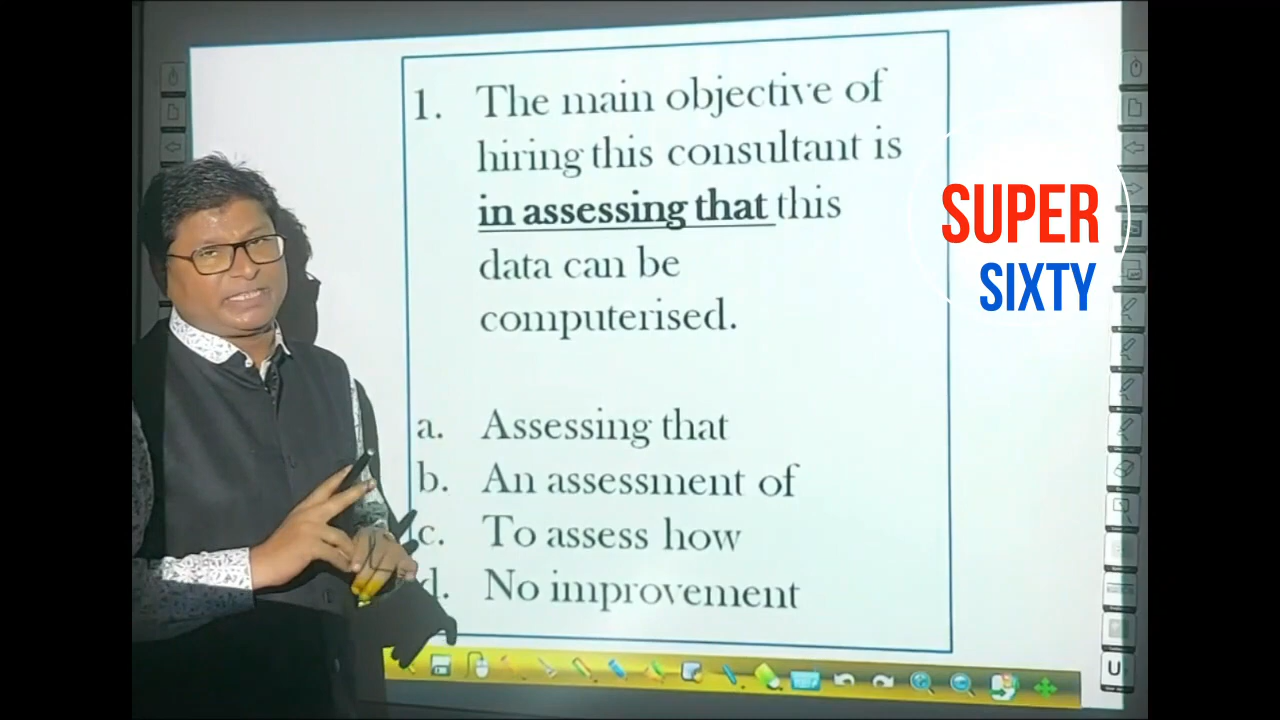 1. The main objective of
hiring this consultant is
in assessing that this
data can be
computerised.
a. Assessing that
b. An assessment of
c. To assess how
d. No improvement
SUPER
SIXTY
U